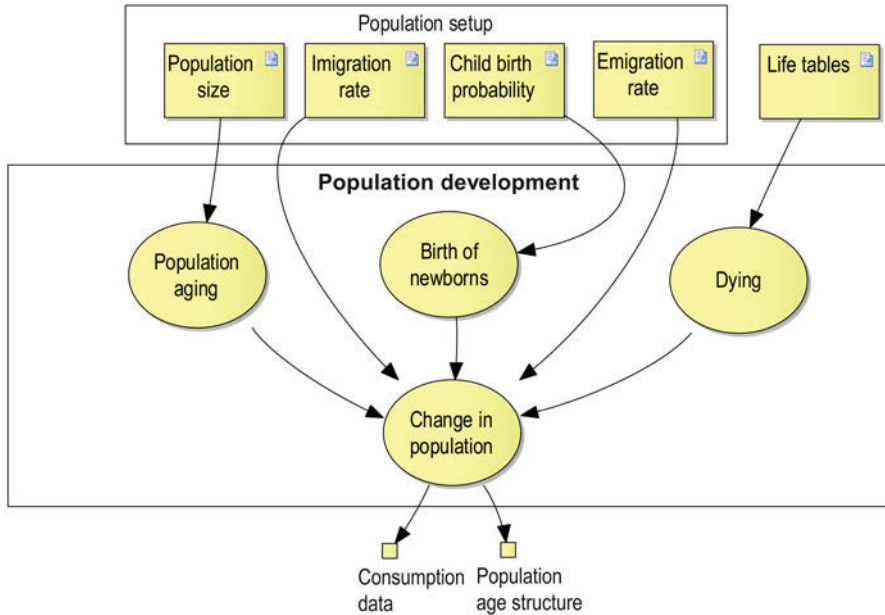 Population setup
Population
size
Imigration
rate
Child birth
probability
Emigration
rate
Life tables
Population development
Population
aging
Birth of
newborns
Dying
Change in
population
Consumption
data
Population
age structure